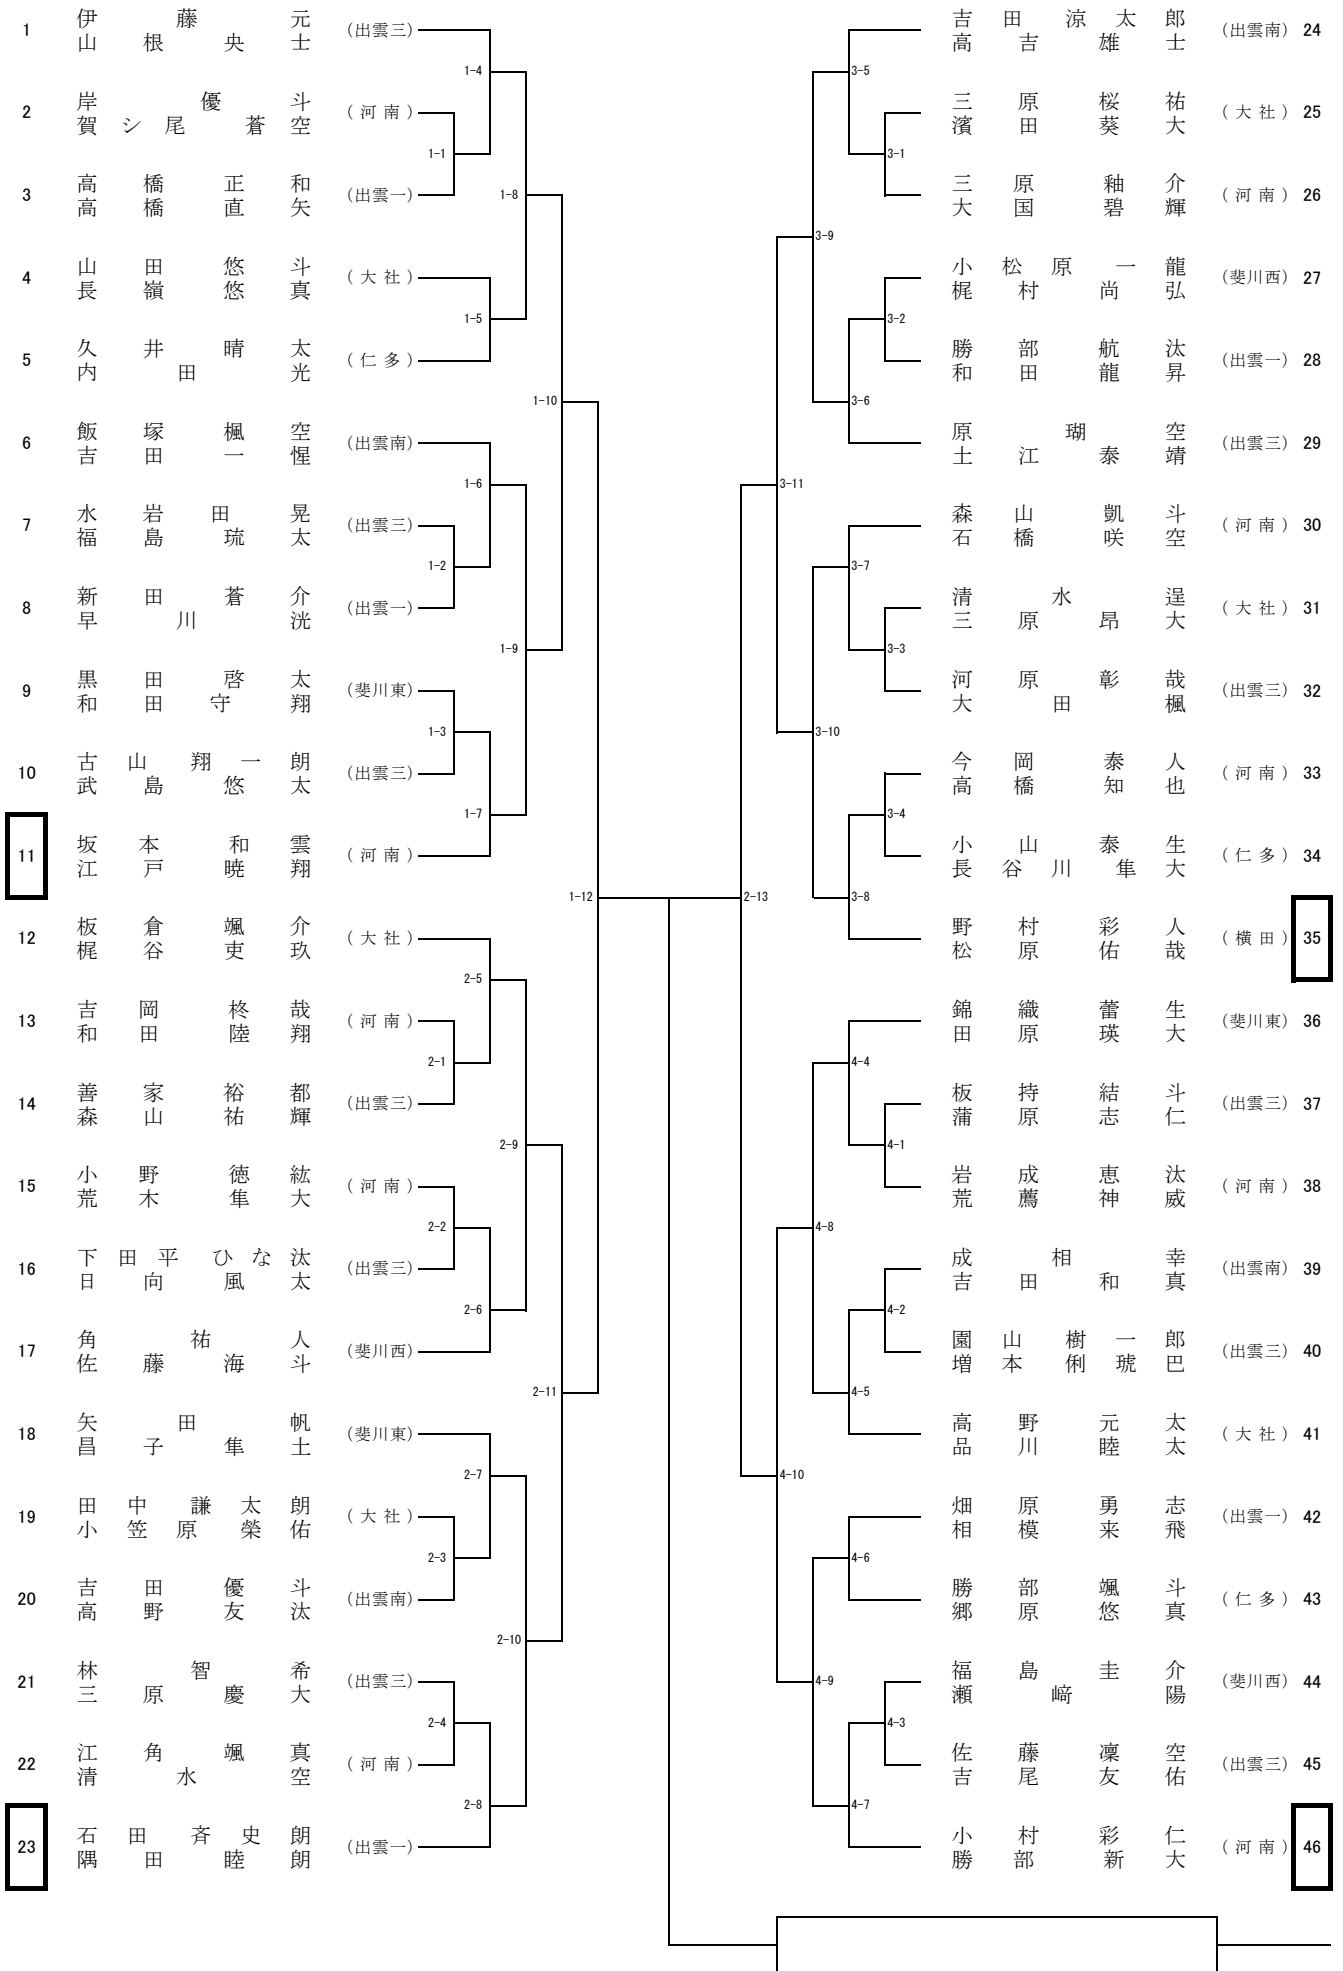 1 伊藤元 (出雲三)
山根央士
1-4
2 岸優斗 (河南)
賀シ尾蒼空
1-1
3 高橋正和 (出雲一)
高橋直矢
1-8
4 山田悠斗 (大社)
長嶺悠真
1-5
5 久井晴太 (仁多)
内田光
1-10
6 飯塚楓空 (出雲南)
吉田一惺
1-6
7 水岩田晃 (出雲三)
福島琉太
1-2
8 新田蒼介 (出雲一)
早川洸
1-9
9 黒田啓太 (斐川東)
和田守翔
1-3
10 古山翔一朗 (出雲三)
武島悠太
1-7
11 坂本和雲 (河南)
江戸暁翔
1-12
12 板倉颯介 (大社)
梶谷吏玖
2-5
13 吉岡柊哉 (河南)
和田陸翔
2-1
14 善家裕都 (出雲三)
森山祐輝
2-9
15 小野徳紘 (河南)
荒木隼大
2-2
16 下田平ひな汰 (出雲三)
日向風太
2-6
17 角祐人 (斐川西)
佐藤海斗
2-11
18 矢田帆 (斐川東)
昌子隼士
2-7
19 田中謙太朗 (大社)
小笠原榮佑
2-3
20 吉田優斗 (出雲南)
高野友汰
2-10
21 林智希 (出雲三)
三原慶大
2-4
22 江角颯真 (河南)
清水空
2-8
23 石田斉史朗 (出雲一)
隅田睦朗
吉田涼太郎 (出雲南) 24
高吉雄士
3-5
三原桜祐 (大社) 25
濱田葵大
3-1
三原釉介 (河南) 26
大国碧輝
3-9
小松原一龍 (斐川西) 27
梶村尚弘
3-2
勝部航汰 (出雲一) 28
和田龍昇
3-6
原瑚空 (出雲三) 29
土江泰靖
3-11
森山凱斗 (河南) 30
石橋咲空
3-7
清水逞 (大社) 31
三原昂大
3-3
河原彰哉 (出雲三) 32
大田楓
3-10
今岡泰人 (河南) 33
高橋知也
3-4
小山泰生 (仁多) 34
長谷川隼大
2-13
3-8
野村彩人 (横田) 35
松原佑哉
錦織蕾生 (斐川東) 36
田原瑛大
4-4
板持結斗 (出雲三) 37
蒲原志仁
4-1
岩成恵汰 (河南) 38
荒薦神威
4-8
成相幸 (出雲南) 39
吉田和真
4-2
園山樹一郎 (出雲三) 40
増本俐琥巴
4-5
高野元太 (大社) 41
品川睦太
4-10
畑原勇志 (出雲一) 42
相模来飛
4-6
勝部颯斗 (仁多) 43
郷原悠真
4-9
福島圭介 (斐川西) 44
瀬﨑陽
4-3
佐藤凜空 (出雲三) 45
吉尾友佑
4-7
小村彩仁 (河南) 46
勝部新大